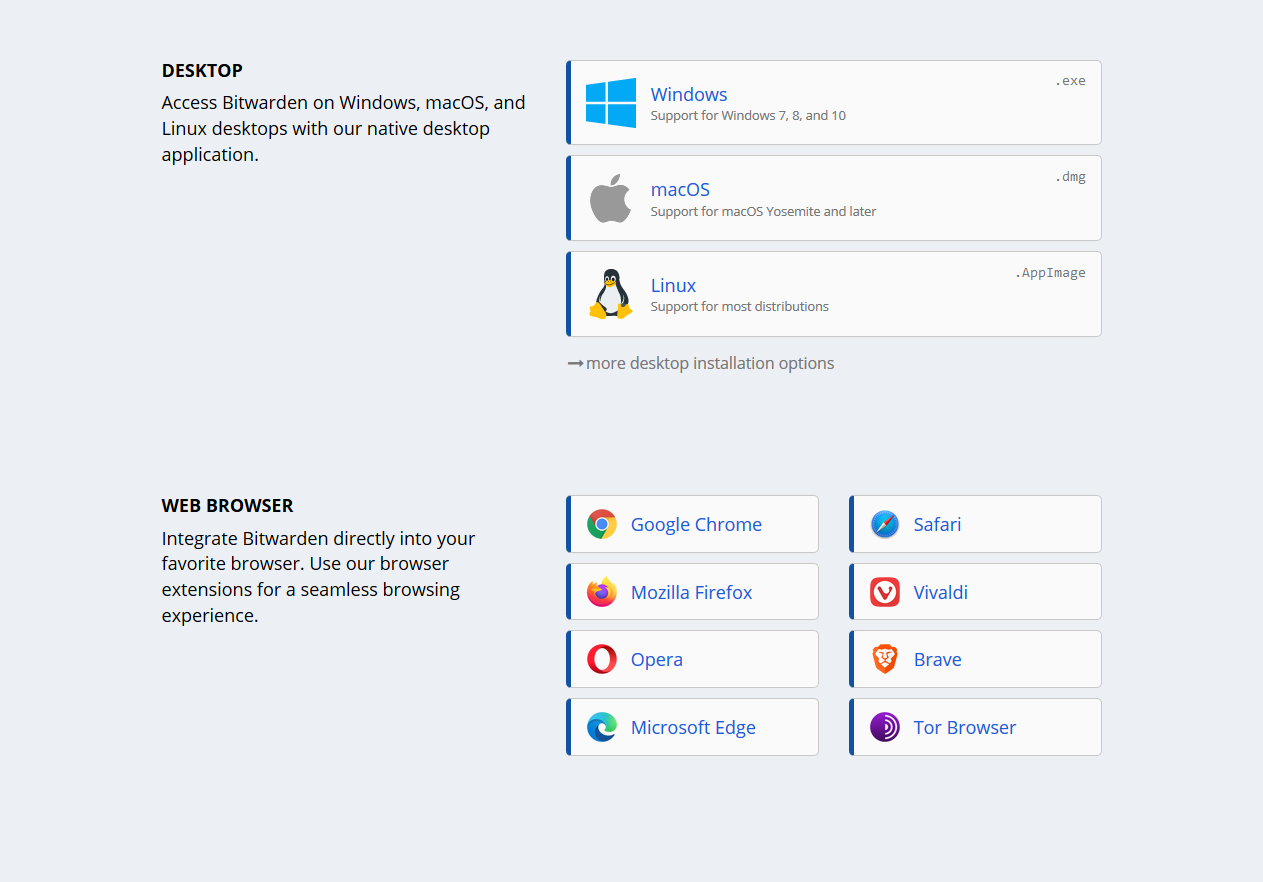 DESKTOP
Access Bitwarden on Windows, macOS, and
Linux desktops with our native desktop
application.
Windows
Support for Windows 7, 8, and 10
.exe
macOS
Support for macOS Yosemite and later
.dmg
Linux
Support for most distributions
.AppImage
more desktop installation options
WEB BROWSER
Integrate Bitwarden directly into your
favorite browser. Use our browser
extensions for a seamless browsing
experience.
Google Chrome
Safari
Mozilla Firefox
Vivaldi
Opera
Brave
Microsoft Edge
Tor Browser